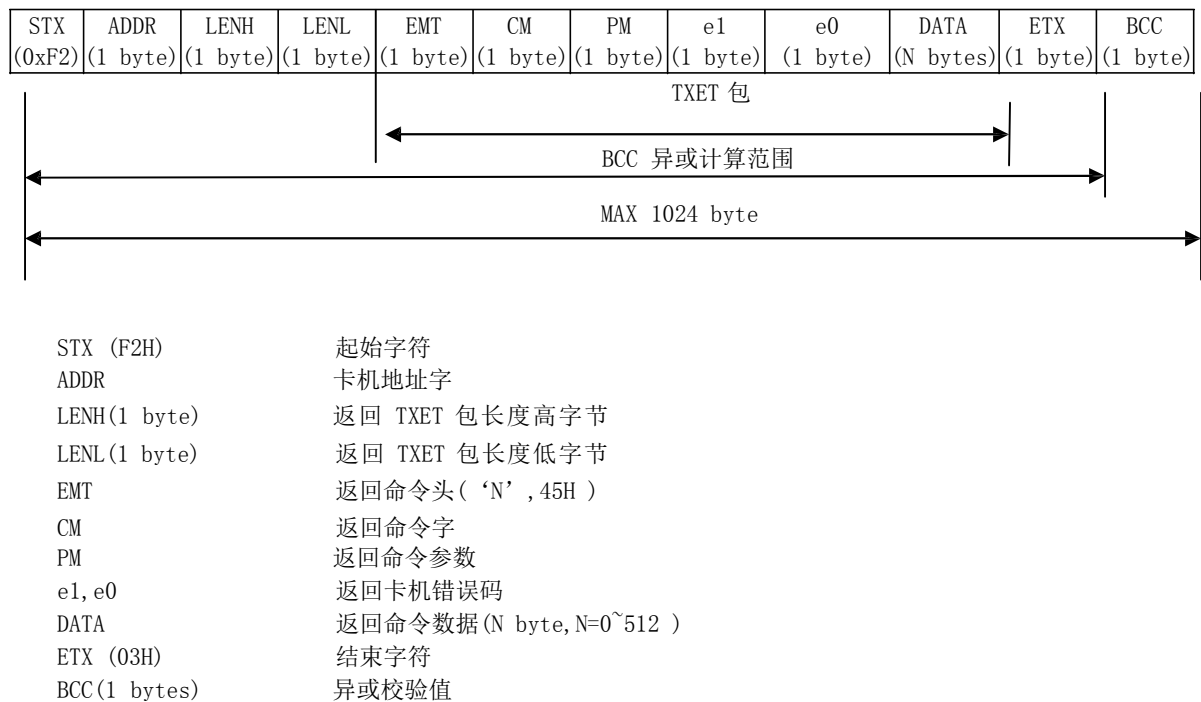 STX ADDR LENH LENL EMT CM PM e1 e0 DATA ETX BCC
(0xF2) (1 byte) (1 byte) (1 byte) (1 byte) (1 byte) (1 byte) (1 byte) (1 byte) (N bytes) (1 byte) (1 byte)
TXET 包
BCC 异或计算范围
MAX 1024 byte
STX (F2H) 起始字符
ADDR 卡机地址字
LENH(1 byte) 返回 TXET 包长度高字节
LENL(1 byte) 返回 TXET 包长度低字节
EMT 返回命令头( ‘N’,45H )
CM 返回命令字
PM 返回命令参数
e1,e0 返回卡机错误码
DATA 返回命令数据(N byte,N=0~512 )
ETX (03H) 结束字符
BCC(1 bytes) 异或校验值